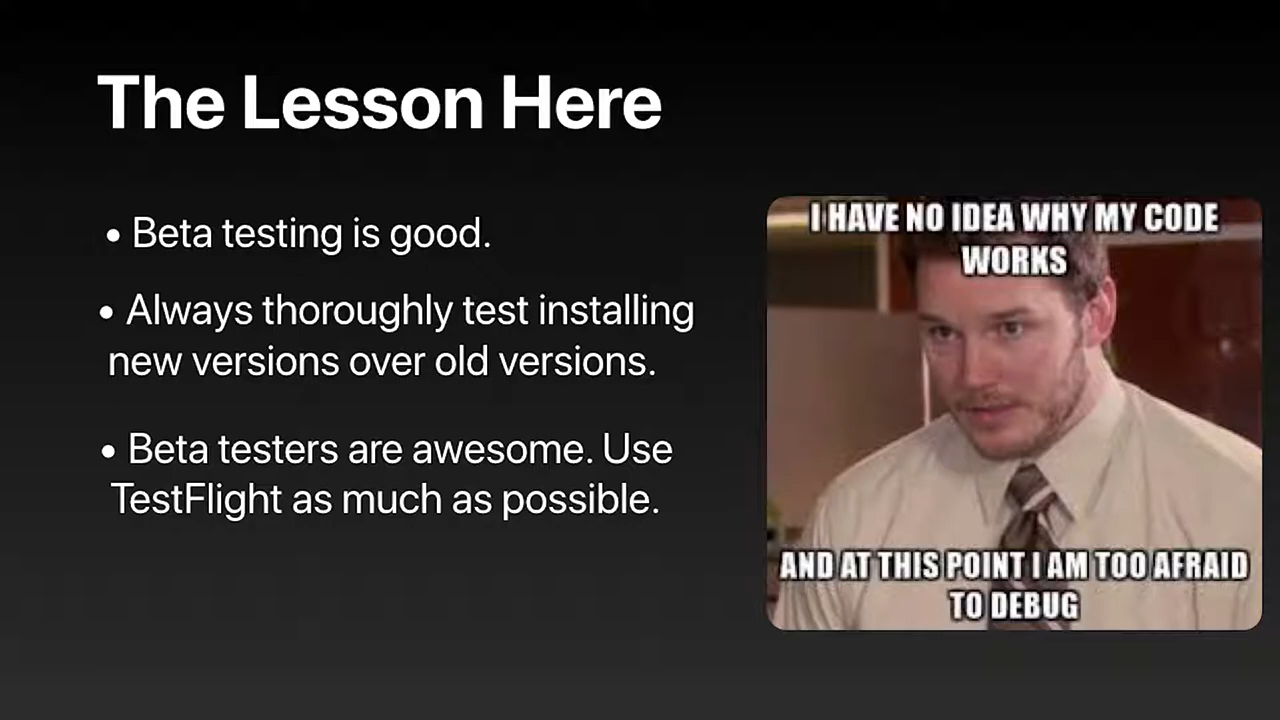 The Lesson Here
• Beta testing is good.
• Always thoroughly test installing
new versions over old versions.
• Beta testers are awesome. Use
TestFlight as much as possible.
I HAVE NO IDEA WHY MY CODE
WORKS
AND AT THIS POINT I AM TOO AFRAID
TO DEBUG